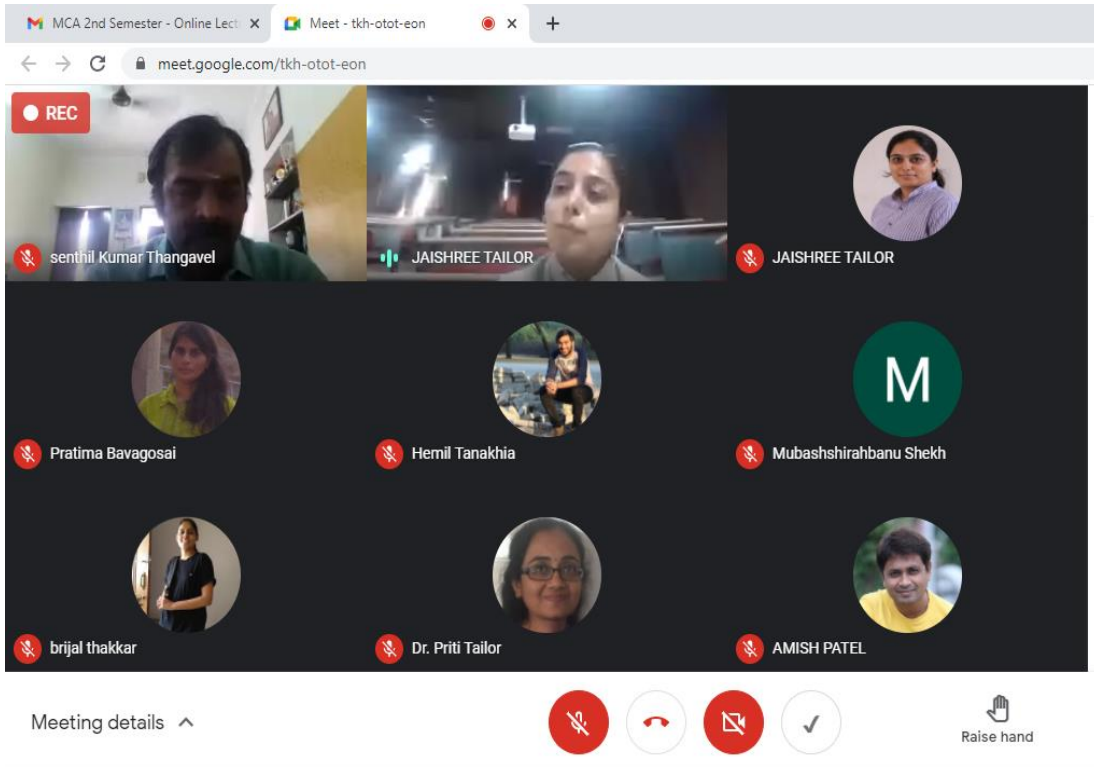 MCA 2nd Semester - Online Lect
Meet - tkh-otot-eon
meet.google.com/tkh-otot-eon
REC
senthil Kumar Thangavel
JAISHREE TAILOR
JAISHREE TAILOR
Pratima Bavagosai
Hemil Tanakhia
M
Mubashshirahbanu Shekh
brijal thakkar
Dr. Priti Tailor
AMISH PATEL
Meeting details
Raise hand